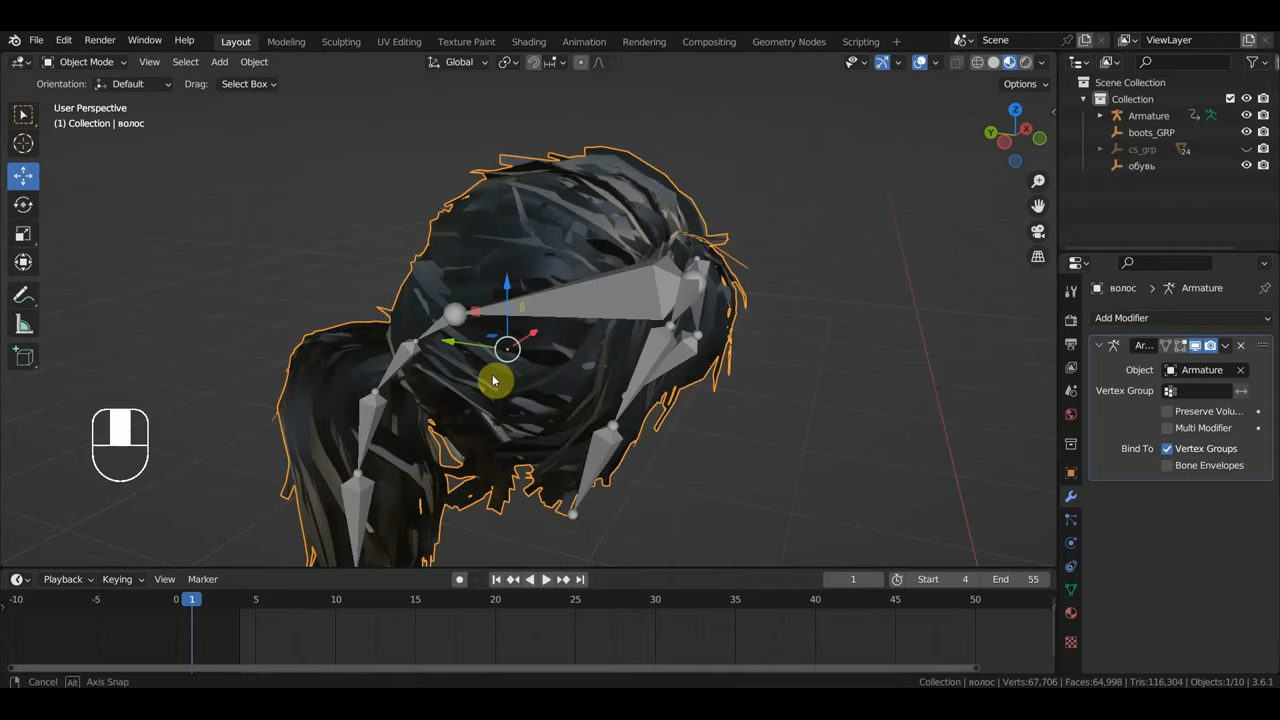 File Edit Render Window Help Layout Modeling Sculpting UV Editing Texture Paint Shading Animation Rendering Compositing Geometry Nodes Scripting + Scene ViewLayer
Object Mode View Select Add Object Global
Orientation: Default Drag: Select Box Options
User Perspective
(1) Collection | волос
Z
Y
X
Scene Collection
Collection
Armature
boots_GRP
cs_grp 24
обувь
волос > Armature
Add Modifier
Ar...
Object Armature
Vertex Group
Preserve Volu...
Multi Modifier
Bind To Vertex Groups
Bone Envelopes
Playback Keying View Marker 1 Start 4 End 55
-10 -5 0 1 5 10 15 20 25 30 35 40 45 50
Cancel Alt Axis Snap Collection | волос | Verts:67,706 | Faces:64,998 | Tris:116,304 | Objects:1/10 | 3.6.1